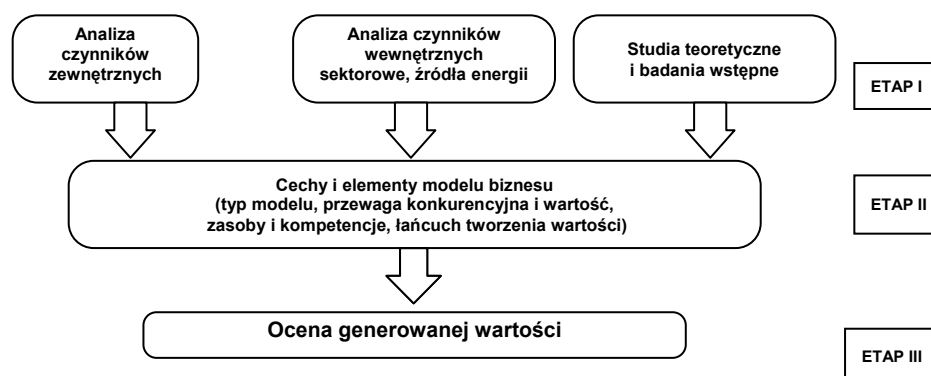 Analiza
czynników
zewnętrznych
Analiza czynników
wewnętrznych
sektorowe, źródła energii
Studia teoretyczne
i badania wstępne
ETAP I
Cechy i elementy modelu biznesu
(typ modelu, przewaga konkurencyjna i wartość,
zasoby i kompetencje, łańcuch tworzenia wartości)
ETAP II
Ocena generowanej wartości
ETAP III